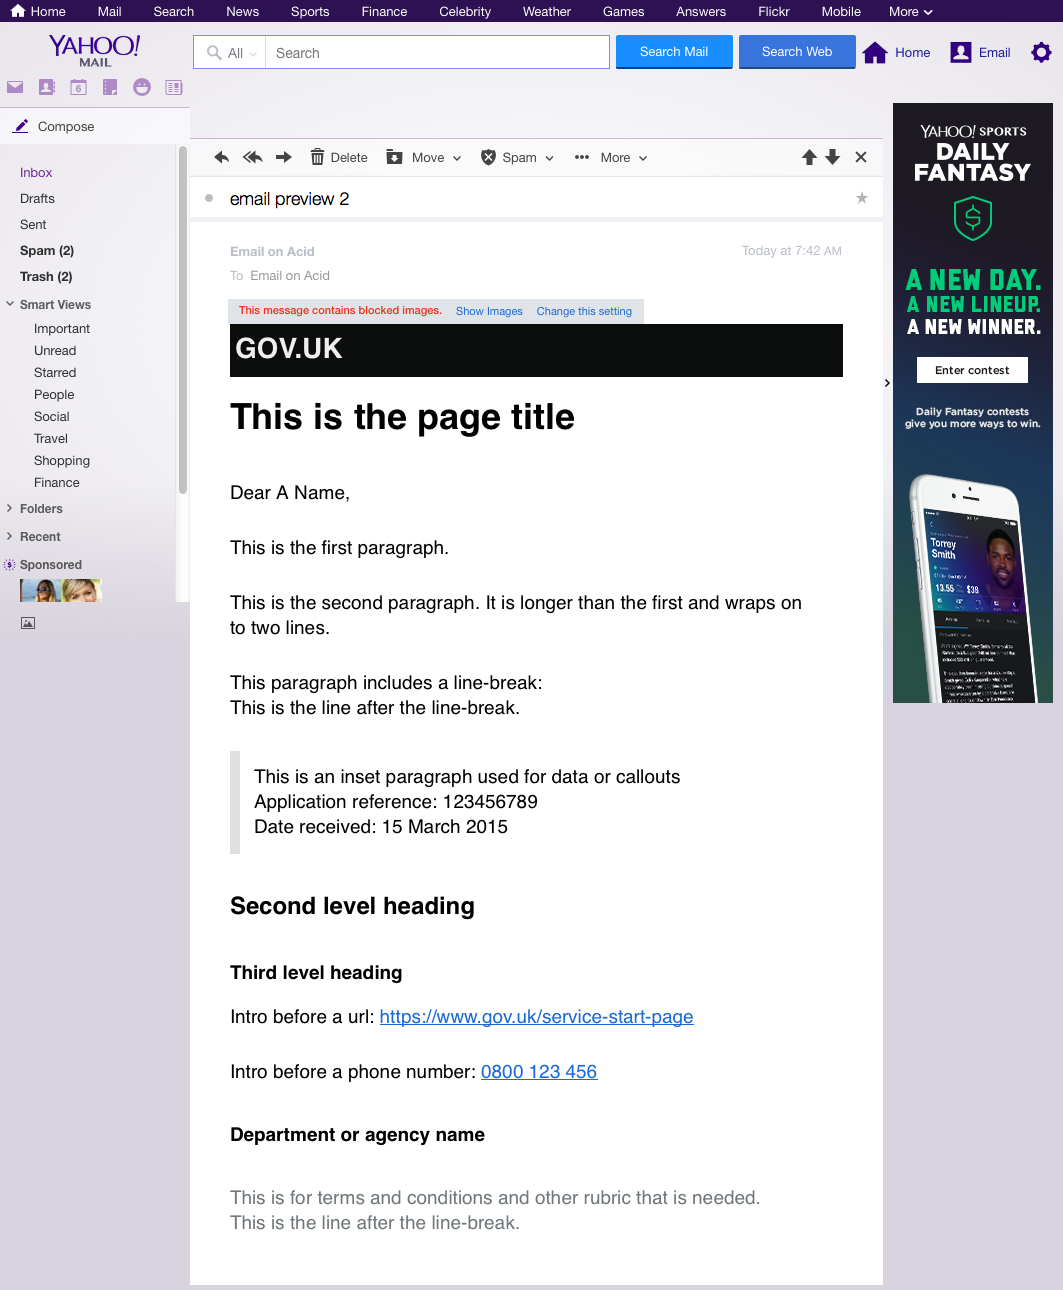 Home Mail Search News Sports Finance Celebrity Weather Games Answers Flickr Mobile More
YAHOO!
MAIL
All Search Search Mail Search Web Home Email
6
Compose
Inbox
Drafts
Sent
Spam (2)
Trash (2)
Smart Views
Important
Unread
Starred
People
Social
Travel
Shopping
Finance
Folders
Recent
Sponsored
Delete Move Spam More
email preview 2
Email on Acid Today at 7:42 AM
To Email on Acid
This message contains blocked images. Show Images Change this setting
GOV.UK
This is the page title
Dear A Name,
This is the first paragraph.
This is the second paragraph. It is longer than the first and wraps on
to two lines.
This paragraph includes a line-break:
This is the line after the line-break.
This is an inset paragraph used for data or callouts
Application reference: 123456789
Date received: 15 March 2015
Second level heading
Third level heading
Intro before a url: https://www.gov.uk/service-start-page
Intro before a phone number: 0800 123 456
Department or agency name
This is for terms and conditions and other rubric that is needed.
This is the line after the line-break.
YAHOO! SPORTS
DAILY
FANTASY
A NEW DAY.
A NEW LINEUP.
A NEW WINNER.
Enter contest
Daily Fantasy contests
give you more ways to win.
Torrey
Smith
13.55 $38